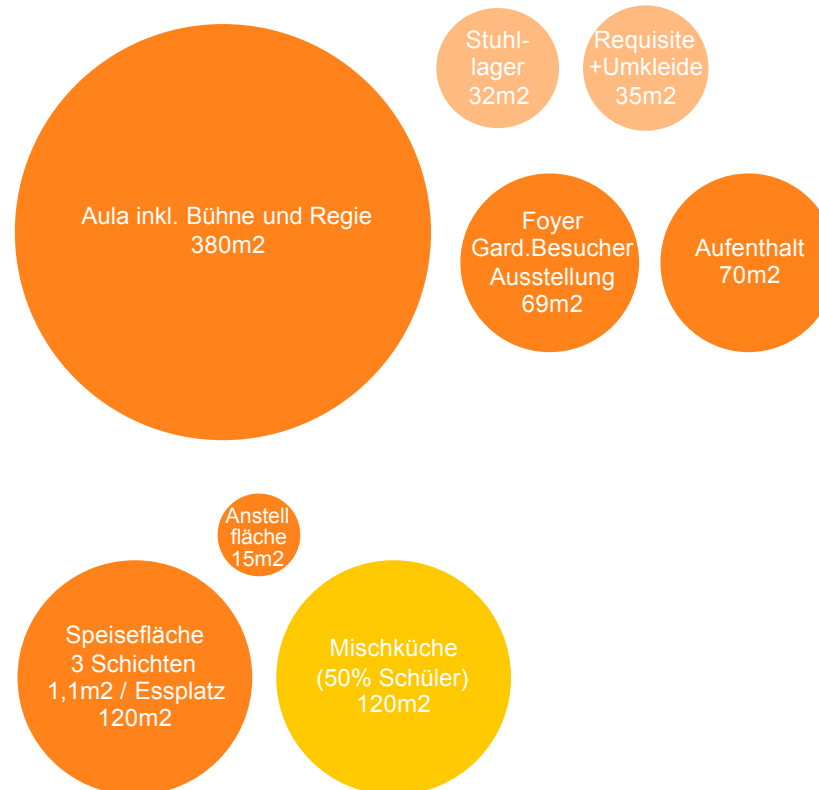 Stuhl-
lager
32m2
Requisite
+Umkleide
35m2
Aula inkl. Bühne und Regie
380m2
Foyer
Gard.Besucher
Ausstellung
69m2
Aufenthalt
70m2
Anstell
fläche
15m2
Speisefläche
3 Schichten
1,1m2 / Essplatz
120m2
Mischküche
(50% Schüler)
120m2